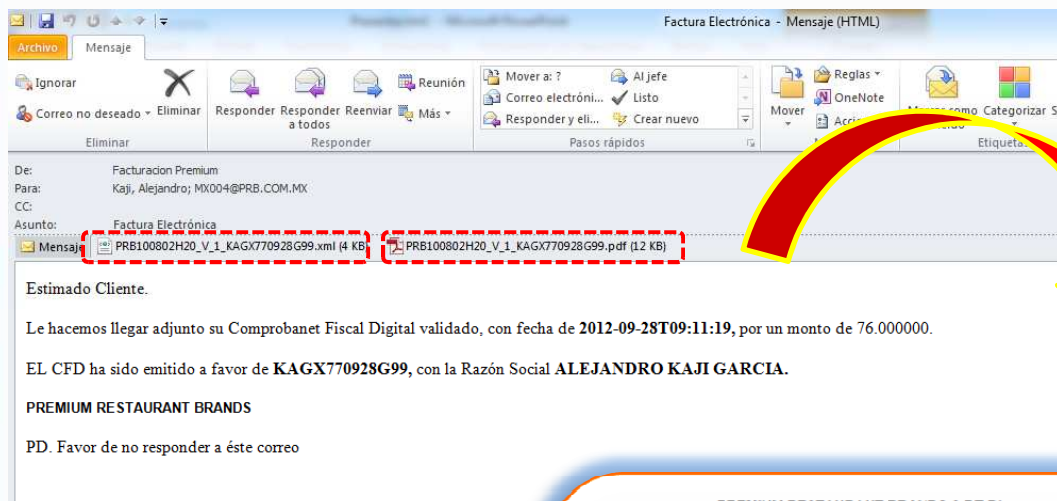 Factura Electrónica - Mensaje (HTML)
Archivo Mensaje
Ignorar
Correo no deseado
Eliminar
Responder Responder a todos Reenviar
Reunión
Más
Mover a: ?
Correo electróni...
Responder y eli...
Al jefe
Listo
Crear nuevo
Mover
Reglas
OneNote
Categorizar
Eliminar Responder Pasos rápidos
De: Facturacion Premium
Para: Kaji, Alejandro; MX004@PRB.COM.MX
CC:
Asunto: Factura Electrónica
Mensaje PRB100802H20_V_1_KAGX770928G99.xml (4 KB) PRB100802H20_V_1_KAGX770928G99.pdf (12 KB)
Estimado Cliente.
Le hacemos llegar adjunto su Comprobanet Fiscal Digital validado, con fecha de 2012-09-28T09:11:19, por un monto de 76.000000.
EL CFD ha sido emitido a favor de KAGX770928G99, con la Razón Social ALEJANDRO KAJI GARCIA.
PREMIUM RESTAURANT BRANDS
PD. Favor de no responder a éste correo